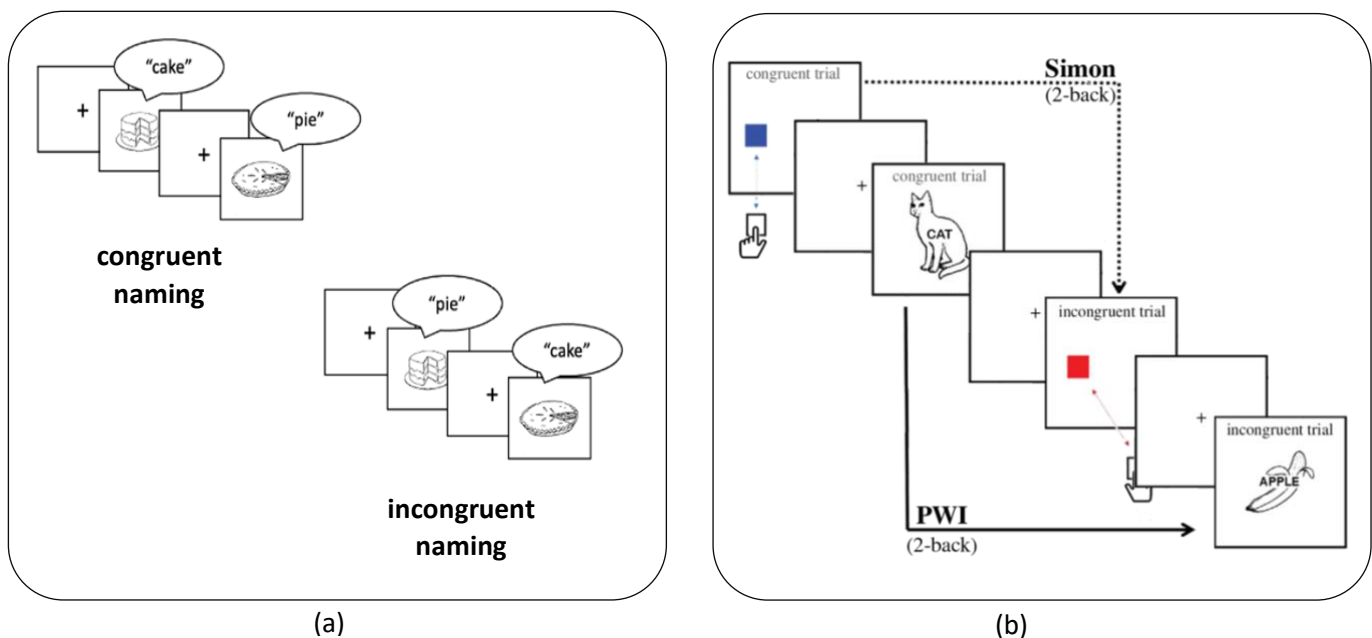 "cake"
+
"pie"
+
congruent
naming
"pie"
+
"cake"
+
incongruent
naming
(a)
congruent trial
Simon
(2-back)
+
congruent trial
CAT
+
incongruent trial
+
incongruent trial
APPLE
PWI
(2-back)
(b)